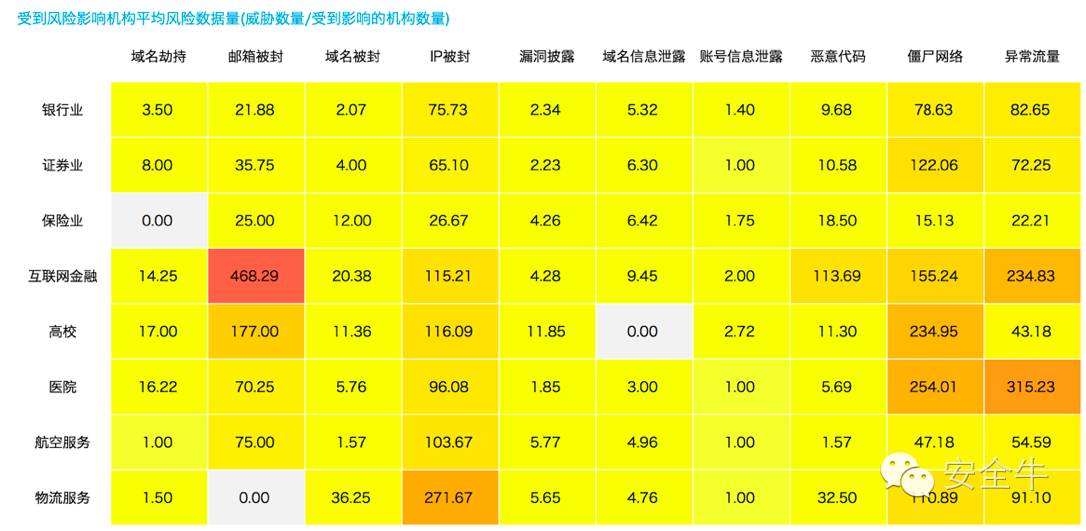 受到风险影响机构平均风险数据量(威胁数量/受到影响的机构数量)
域名劫持 邮箱被封 域名被封 IP被封 漏洞披露 域名信息泄露 账号信息泄露 恶意代码 僵尸网络 异常流量
银行业 3.50 21.88 2.07 75.73 2.34 5.32 1.40 9.68 78.63 82.65
证券业 8.00 35.75 4.00 65.10 2.23 6.30 1.00 10.58 122.06 72.25
保险业 0.00 25.00 12.00 26.67 4.26 6.42 1.75 18.50 15.13 22.21
互联网金融 14.25 468.29 20.38 115.21 4.28 9.45 2.00 113.69 155.24 234.83
高校 17.00 177.00 11.36 116.09 11.85 0.00 2.72 11.30 234.95 43.18
医院 16.22 70.25 5.76 96.08 1.85 3.00 1.00 5.69 254.01 315.23
航空服务 1.00 75.00 1.57 103.67 5.77 4.96 1.00 1.57 47.18 54.59
物流服务 1.50 0.00 36.25 271.67 5.65 4.76 1.00 32.50 110.89 91.10
安全牛